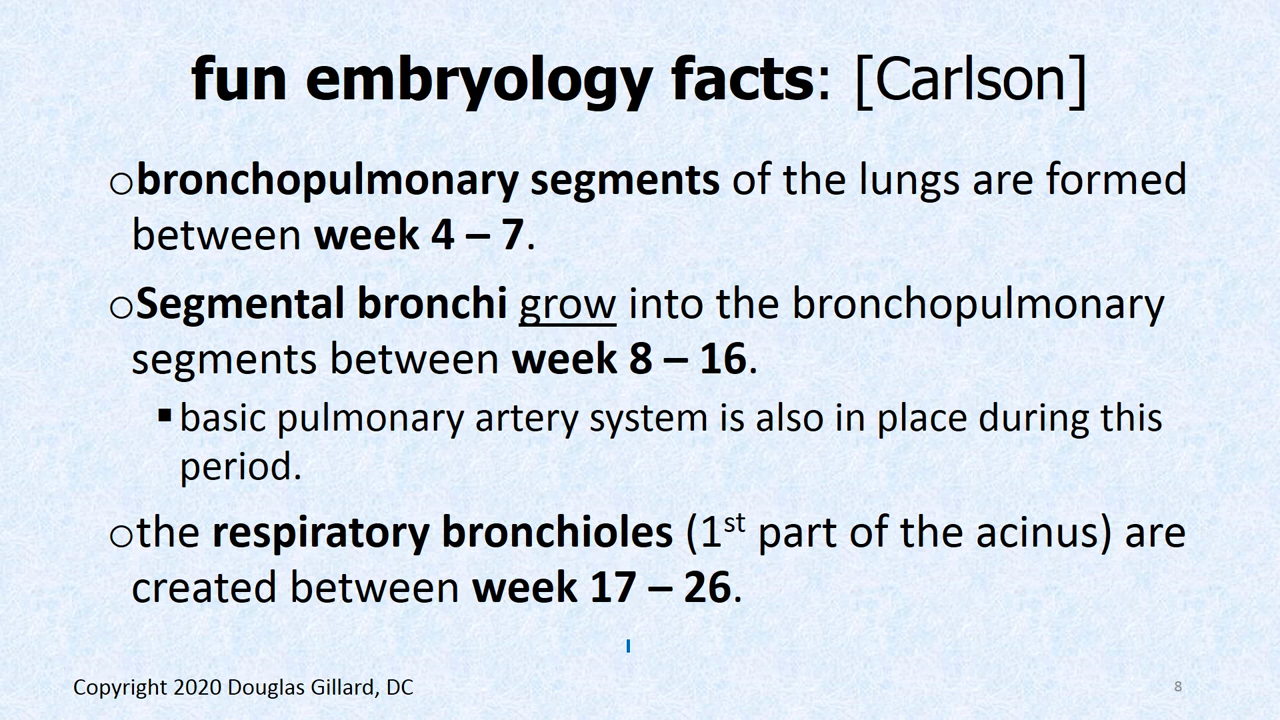 fun embryology facts: [Carlson]
○bronchopulmonary segments of the lungs are formed
between week 4 – 7.
○Segmental bronchi grow into the bronchopulmonary
segments between week 8 – 16.
▪basic pulmonary artery system is also in place during this
period.
○the respiratory bronchioles (1st part of the acinus) are
created between week 17 – 26.
Copyright 2020 Douglas Gillard, DC
8